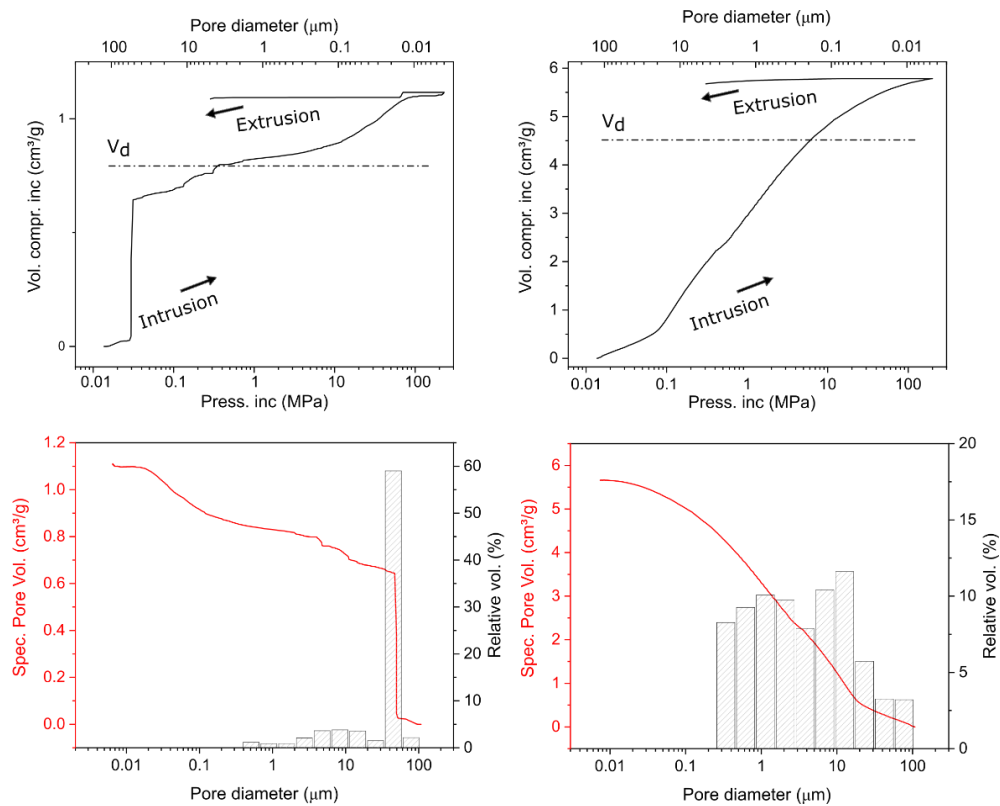 Pore diameter (µm)
100 10 1 0.1 0.01
Vol. compr. inc (cm³/g)
1
0
Extrusion
Vd
Intrusion
0.01 0.1 1 10 100
Press. inc (MPa)
Pore diameter (µm)
100 10 1 0.1 0.01
Vol. compr. inc (cm³/g)
6
5
4
3
2
1
0
Extrusion
Vd
Intrusion
0.01 0.1 1 10 100
Press. inc (MPa)
Spec. Pore Vol. (cm³/g)
1.2
1.0
0.8
0.6
0.4
0.2
0.0
60
50
40
30
20
10
0
Relative vol. (%)
0.01 0.1 1 10 100
Pore diameter (µm)
Spec. Pore Vol. (cm³/g)
6
5
4
3
2
1
0
20
15
10
5
0
Relative vol. (%)
0.01 0.1 1 10 100
Pore diameter (µm)